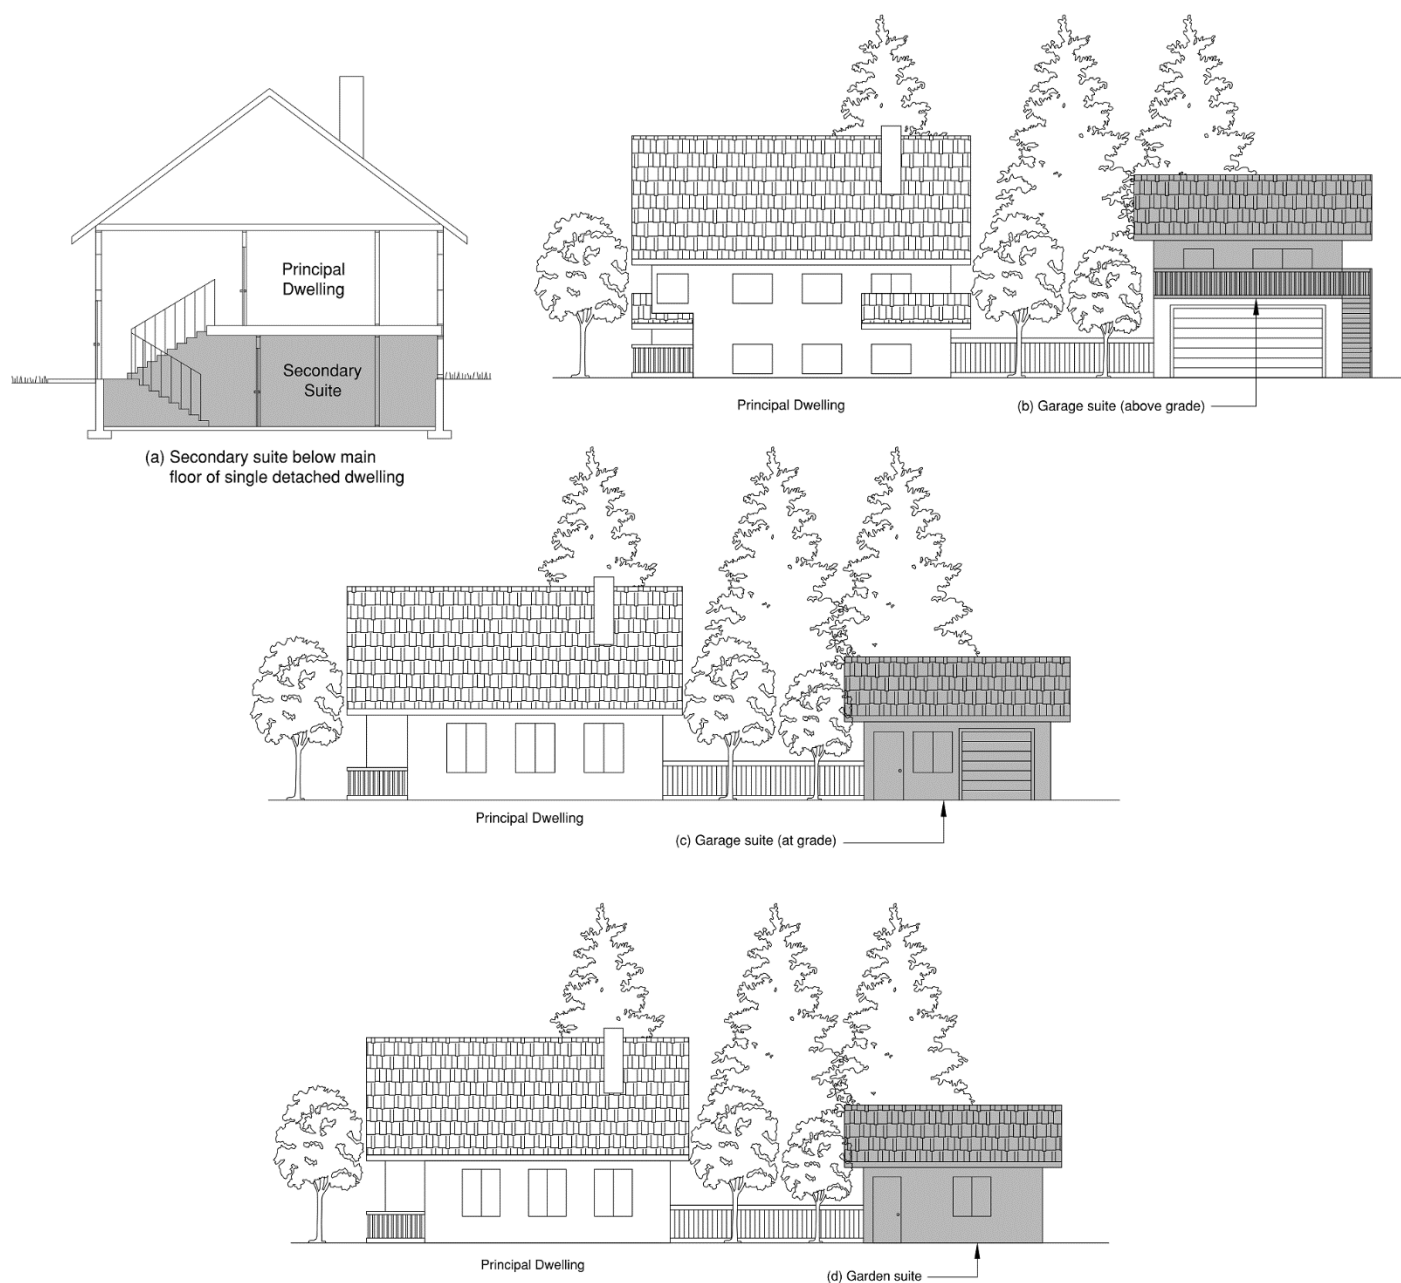 Principal
Dwelling
Secondary
Suite
(a) Secondary suite below main
floor of single detached dwelling
Principal Dwelling
(b) Garage suite (above grade)
Principal Dwelling
(c) Garage suite (at grade)
Principal Dwelling
(d) Garden suite